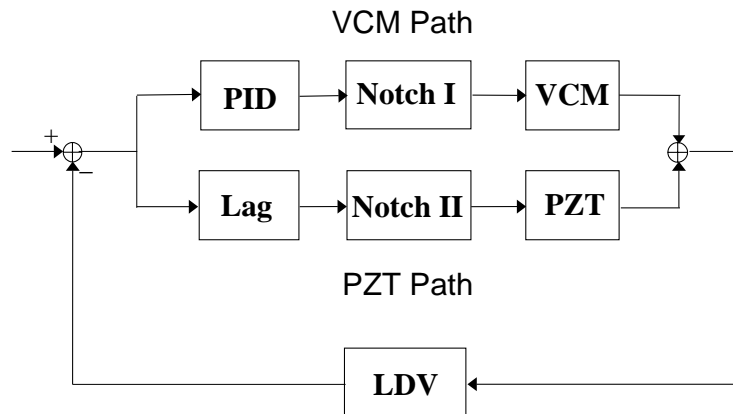 VCM Path
PID
Notch I
VCM
+
−
Lag
Notch II
PZT
PZT Path
LDV